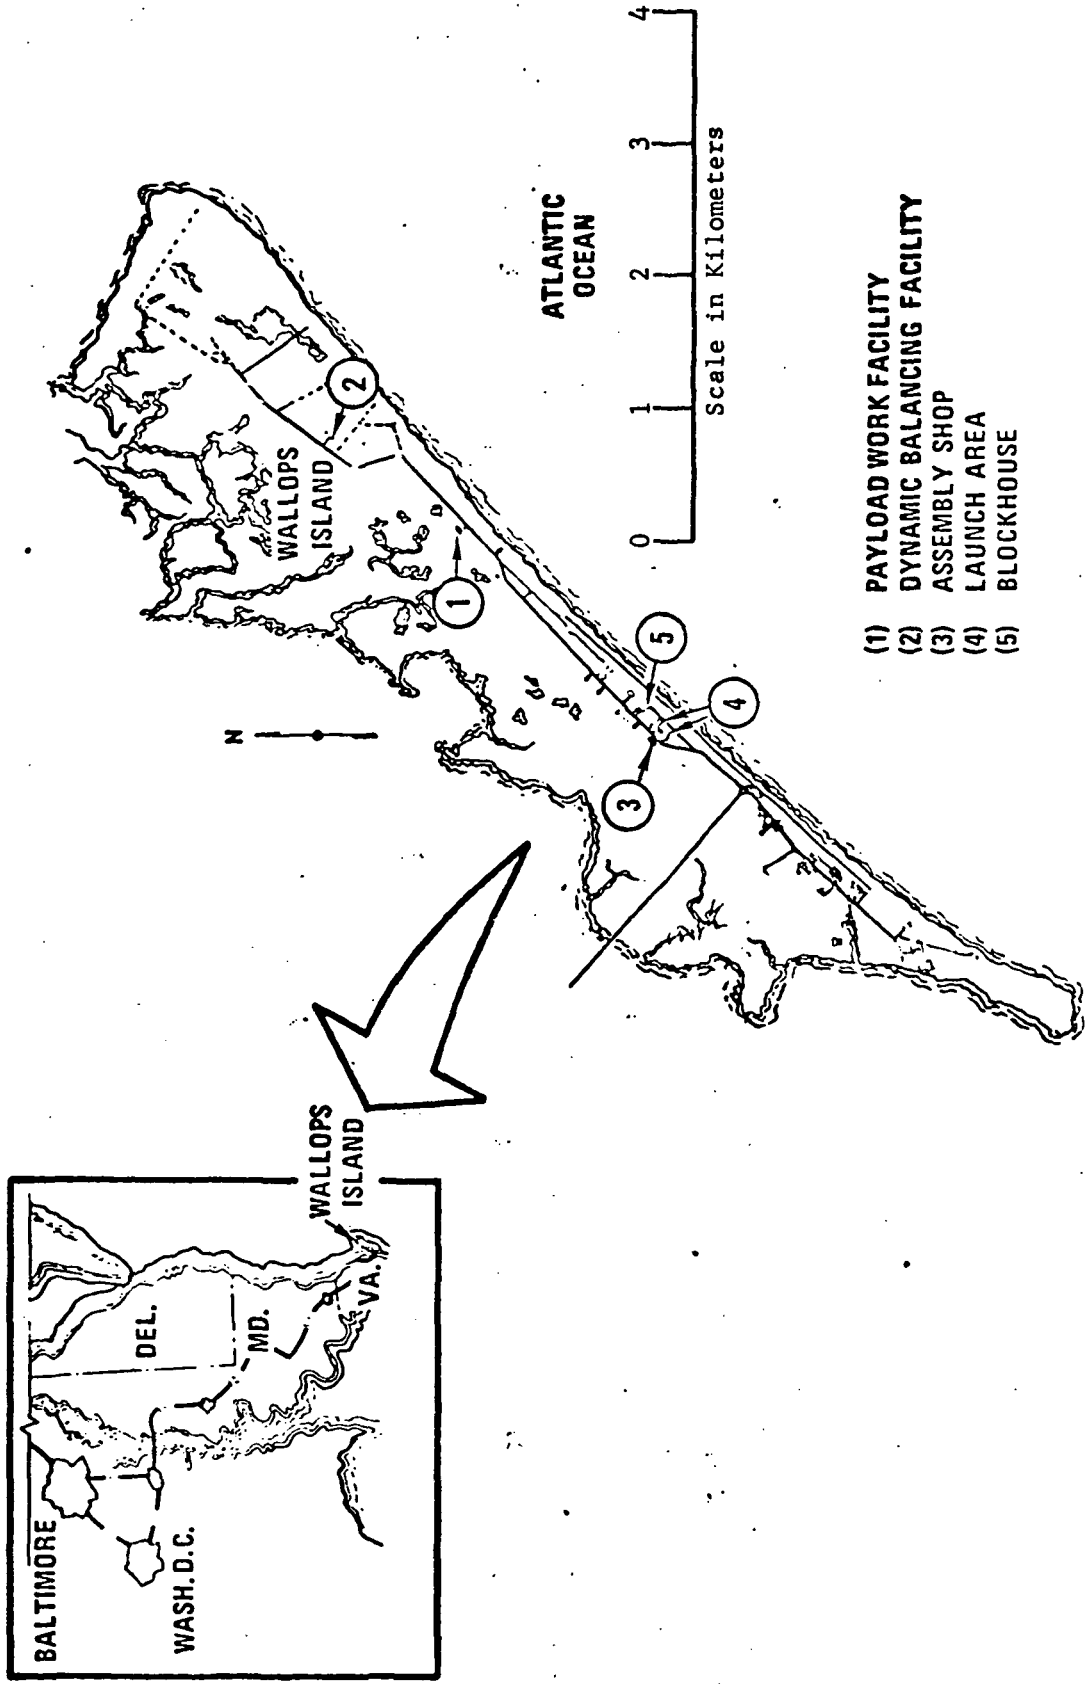 BALTIMORE
WASH. D.C.
DEL.
MD.
VA.
WALLOPS
ISLAND
N
WALLOPS
ISLAND
1
2
3
4
5
ATLANTIC
OCEAN
0 1 2 3 4
Scale in Kilometers
(1) PAYLOAD WORK FACILITY
(2) DYNAMIC BALANCING FACILITY
(3) ASSEMBLY SHOP
(4) LAUNCH AREA
(5) BLOCKHOUSE